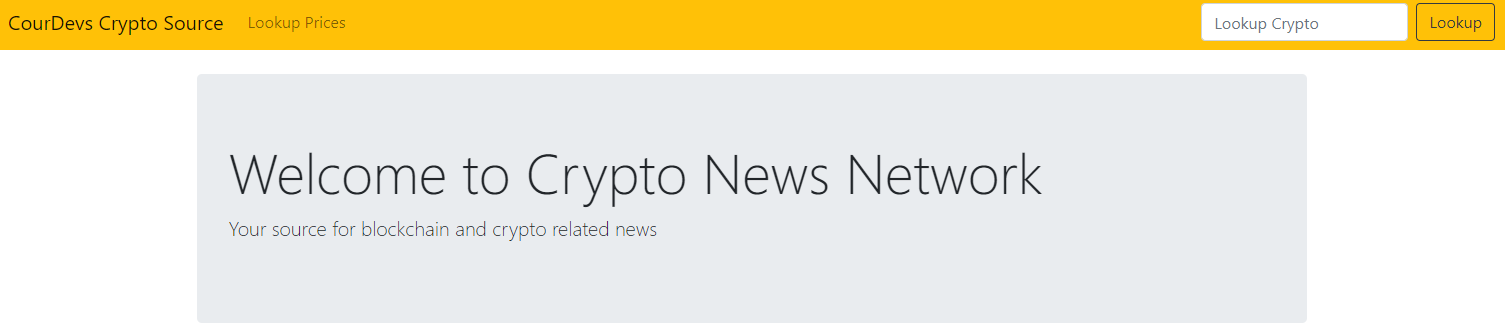 CourDevs Crypto Source Lookup Prices Lookup Crypto Lookup
Welcome to Crypto News Network
Your source for blockchain and crypto related news